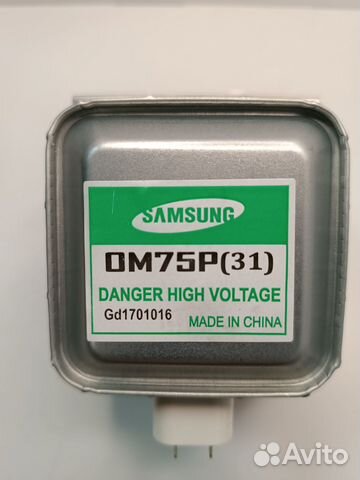 SAMSUNG
OM75P(31)
DANGER HIGH VOLTAGE
Gd1701016
MADE IN CHINA
Avito